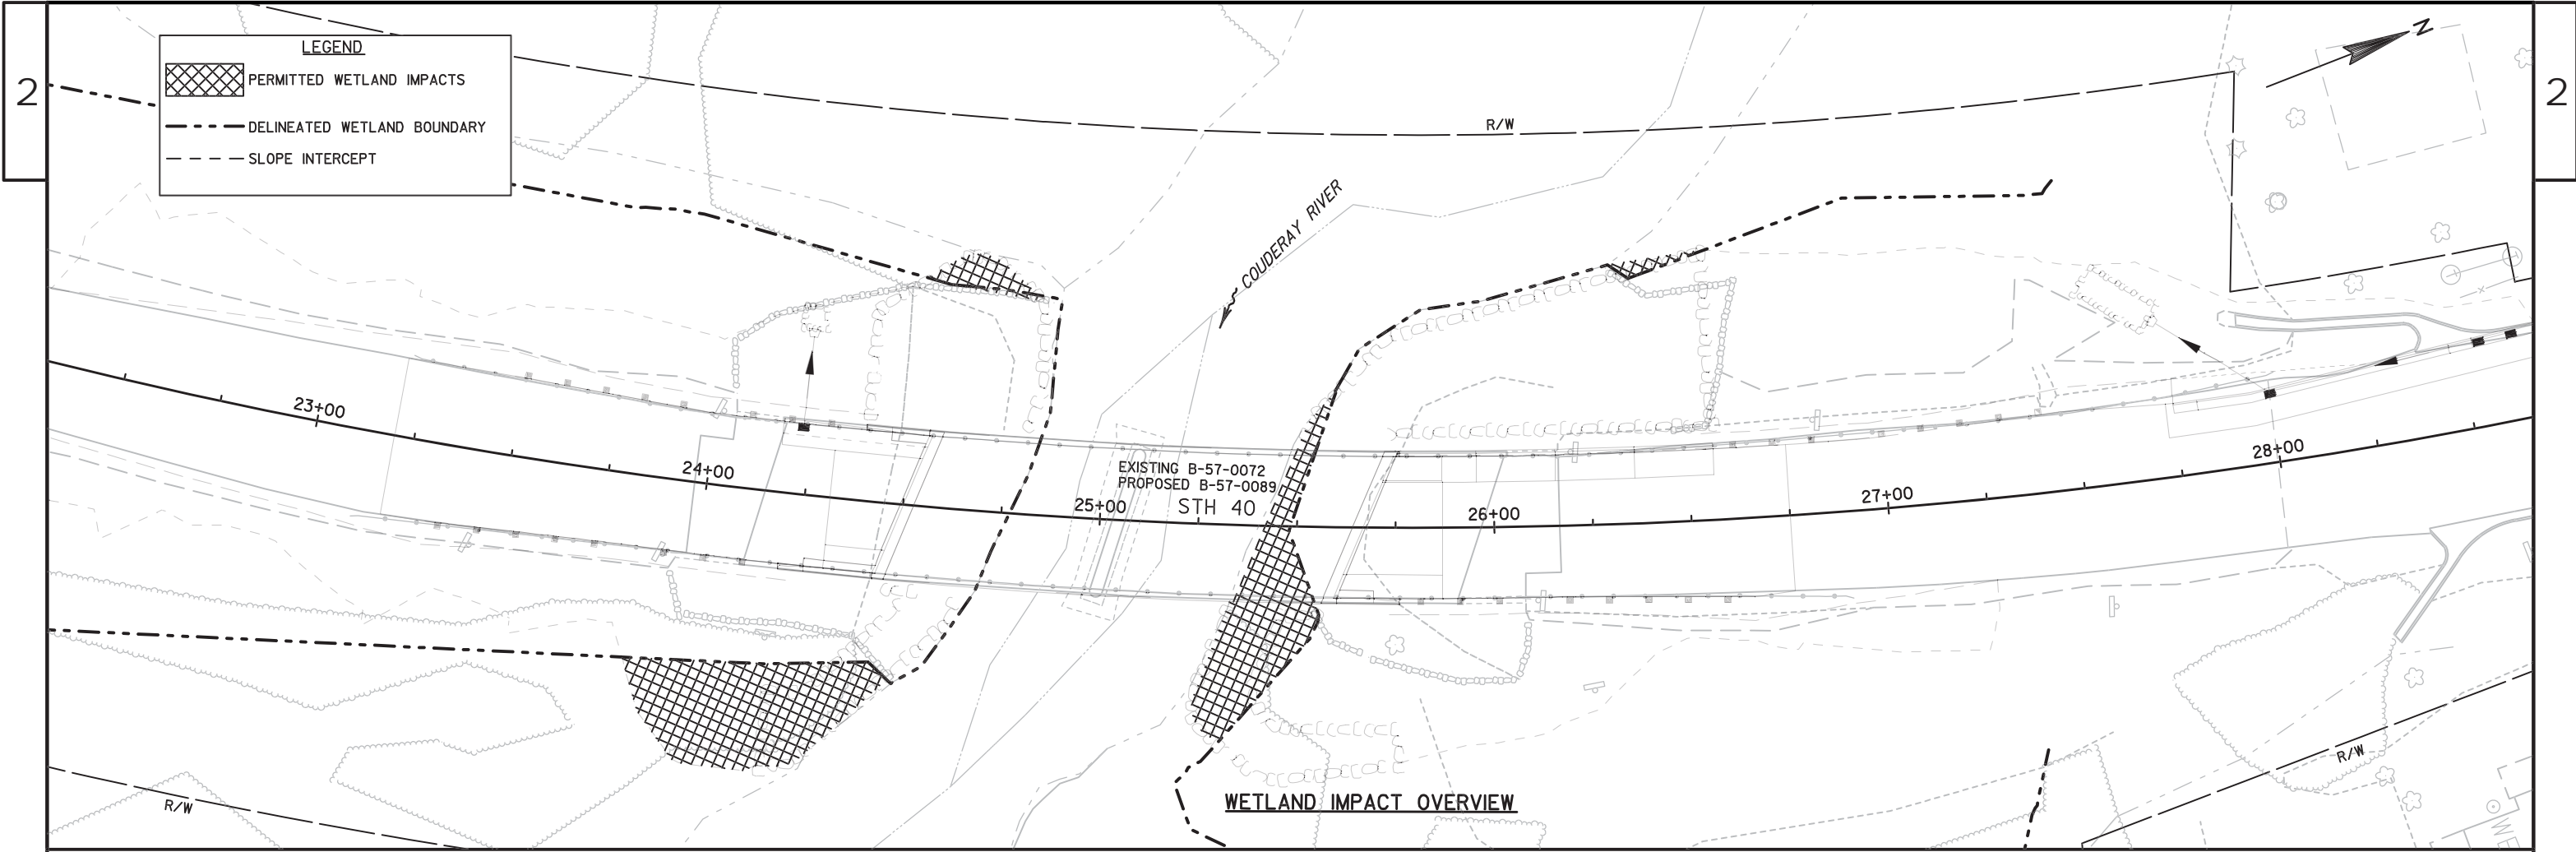 2
LEGEND
PERMITTED WETLAND IMPACTS
DELINEATED WETLAND BOUNDARY
SLOPE INTERCEPT
N
2
R/W
COUDERAY RIVER
23+00
24+00
EXISTING B-57-0072
PROPOSED B-57-0089
25+00
STH 40
26+00
27+00
28+00
R/W
R/W
WETLAND IMPACT OVERVIEW